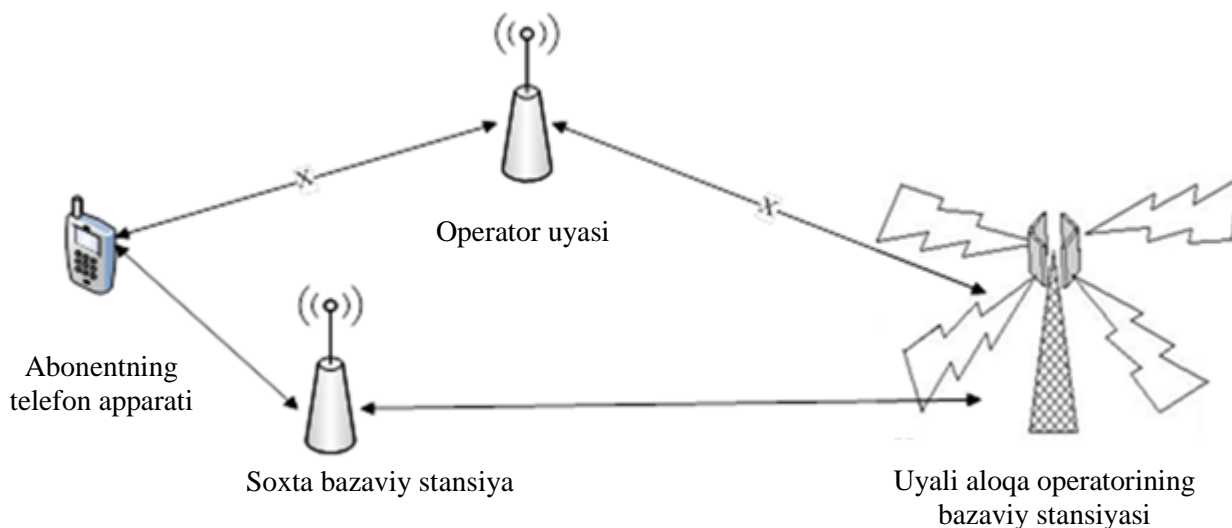 X
X
Operator uyasi
Abonentning
telefon apparati
Soxta bazaviy stansiya
Uyali aloqa operatorining
bazaviy stansiyasi